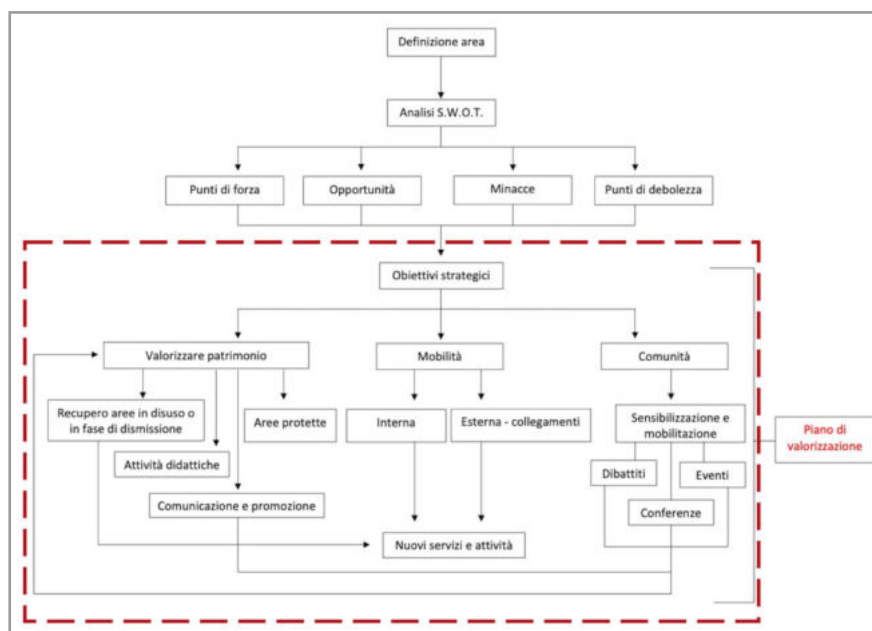 Definizione area
Analisi S.W.O.T.
Punti di forza
Opportunità
Minacce
Punti di debolezza
Obiettivi strategici
Valorizzare patrimonio
Mobilità
Comunità
Recupero aree in disuso o
in fase di dismissione
Aree protette
Interna
Esterna - collegamenti
Sensibilizzazione e
mobilitazione
Piano di
valorizzazione
Attività didattiche
Dibattiti
Eventi
Comunicazione e promozione
Conferenze
Nuovi servizi e attività